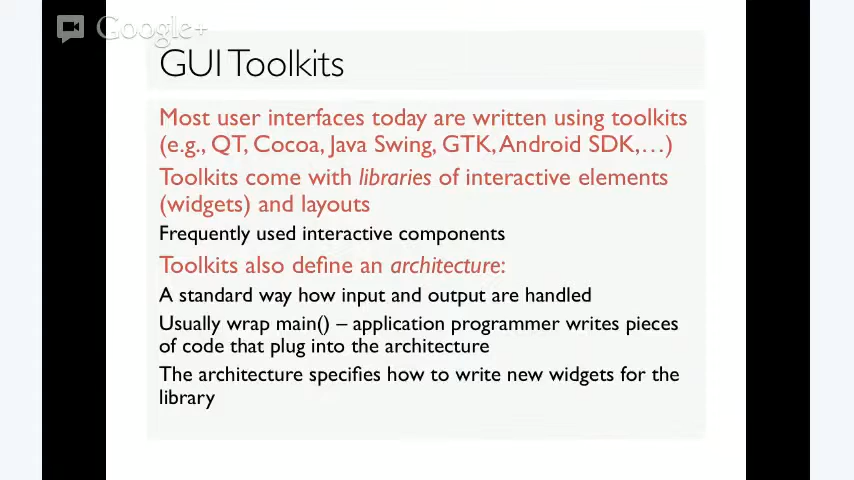 Google+
GUI Toolkits
Most user interfaces today are written using toolkits
(e.g., QT, Cocoa, Java Swing, GTK, Android SDK,…)
Toolkits come with libraries of interactive elements
(widgets) and layouts
Frequently used interactive components
Toolkits also define an architecture:
A standard way how input and output are handled
Usually wrap main() – application programmer writes pieces
of code that plug into the architecture
The architecture specifies how to write new widgets for the
library